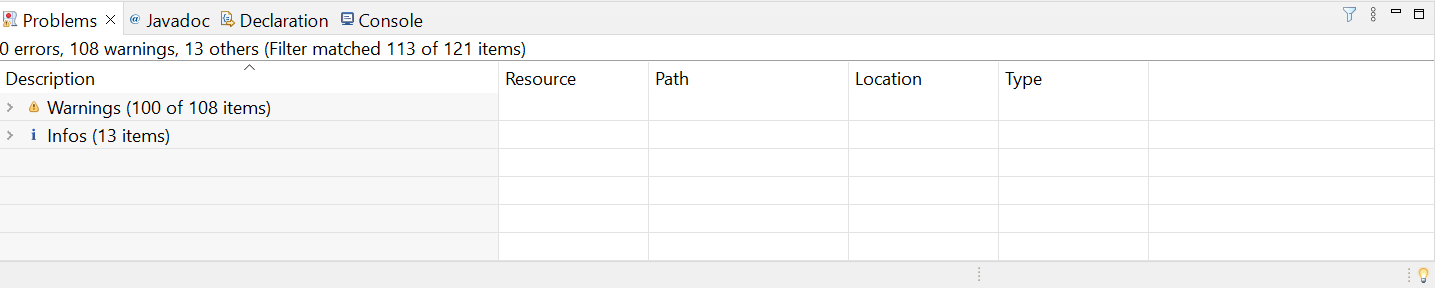 Problems @ Javadoc Declaration Console
0 errors, 108 warnings, 13 others (Filter matched 113 of 121 items)
Description Resource Path Location Type
Warnings (100 of 108 items)
i Infos (13 items)